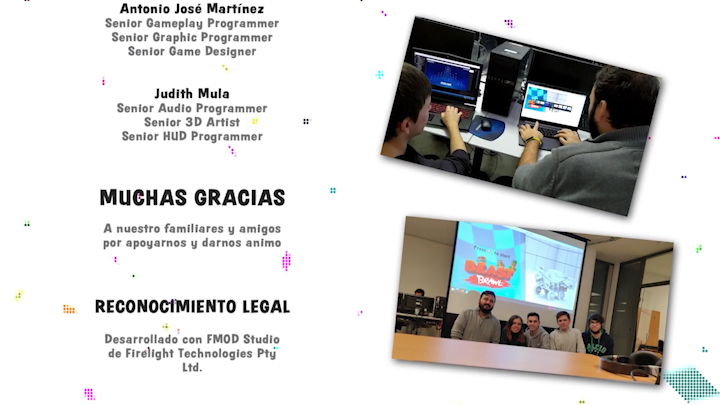 Antonio José Martínez
Senior Gameplay Programmer
Senior Graphic Programmer
Senior Game Designer
Judith Mula
Senior Audio Programmer
Senior 3D Artist
Senior HUD Programmer
MUCHAS GRACIAS
A nuestro familiares y amigos
por apoyarnos y darnos animo
RECONOCIMIENTO LEGAL
Desarrollado con FMOD Studio
de Firelight Technologies Pty
Ltd.
BRAWL